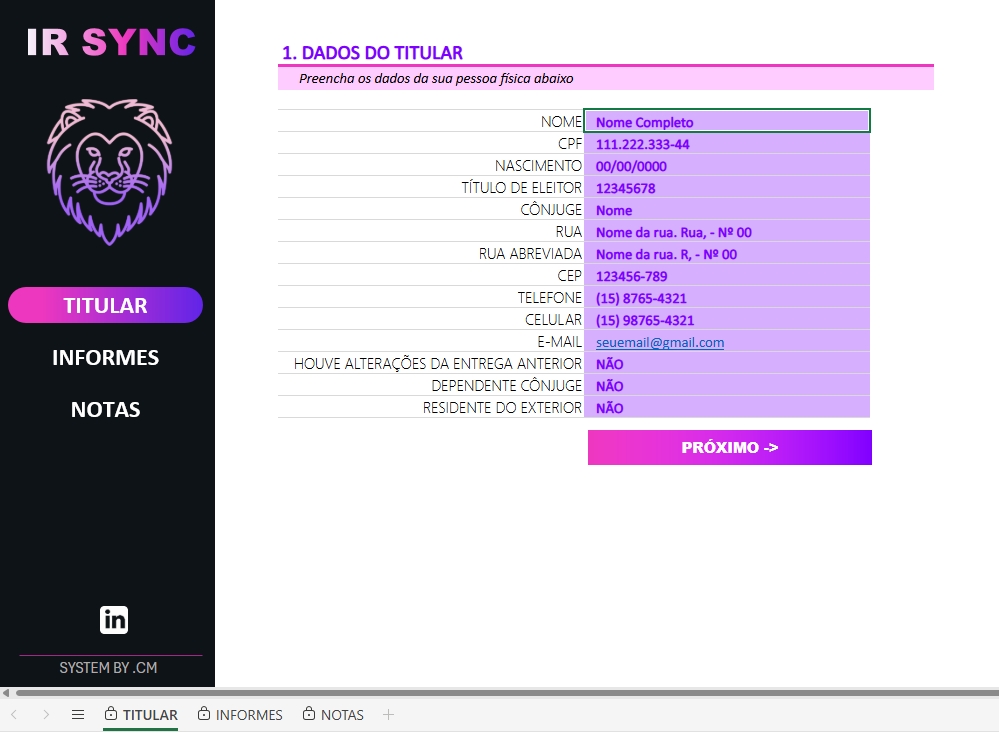 IR SYNC
TITULAR
INFORMES
NOTAS
in
SYSTEM BY .CM
1. DADOS DO TITULAR
Preencha os dados da sua pessoa física abaixo
NOME Nome Completo
CPF 111.222.333-44
NASCIMENTO 00/00/0000
TÍTULO DE ELEITOR 12345678
CÔNJUGE Nome
RUA Nome da rua. Rua, - Nº 00
RUA ABREVIADA Nome da rua. R, - Nº 00
CEP 123456-789
TELEFONE (15) 8765-4321
CELULAR (15) 98765-4321
E-MAIL seuemail@gmail.com
HOUVE ALTERAÇÕES DA ENTREGA ANTERIOR NÃO
DEPENDENTE CÔNJUGE NÃO
RESIDENTE DO EXTERIOR NÃO
PRÓXIMO ->
TITULAR INFORMES NOTAS